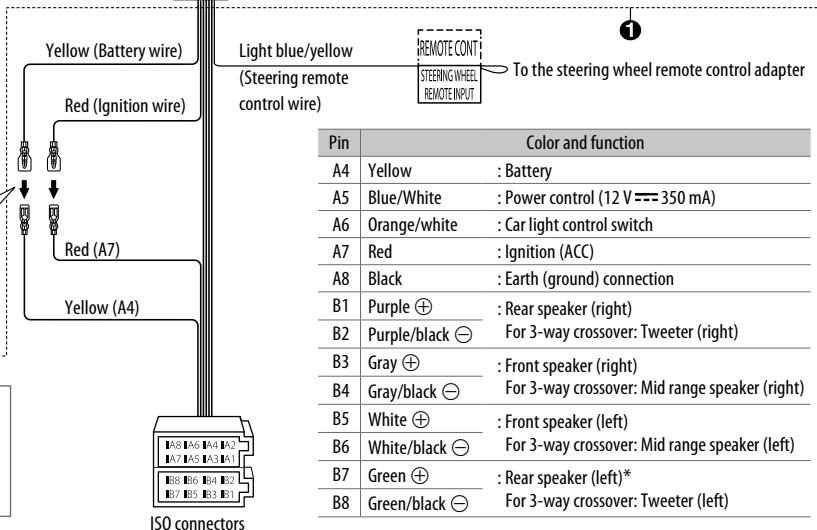 ❶
Yellow (Battery wire)
Light blue/yellow
(Steering remote
control wire)
REMOTE CONT
STEERING WHEEL
REMOTE INPUT
To the steering wheel remote control adapter
Red (Ignition wire)
Red (A7)
Yellow (A4)
A8 A6 A4 A2
A7 A5 A3 A1
B8 B6 B4 B2
B7 B5 B3 B1
ISO connectors
Pin Color and function
A4 Yellow : Battery
A5 Blue/White : Power control (12 V ⎓ 350 mA)
A6 Orange/white : Car light control switch
A7 Red : Ignition (ACC)
A8 Black : Earth (ground) connection
B1 Purple ⊕ : Rear speaker (right)
B2 Purple/black ⊖ For 3-way crossover: Tweeter (right)
B3 Gray ⊕ : Front speaker (right)
B4 Gray/black ⊖ For 3-way crossover: Mid range speaker (right)
B5 White ⊕ : Front speaker (left)
B6 White/black ⊖ For 3-way crossover: Mid range speaker (left)
B7 Green ⊕ : Rear speaker (left)*
B8 Green/black ⊖ For 3-way crossover: Tweeter (left)